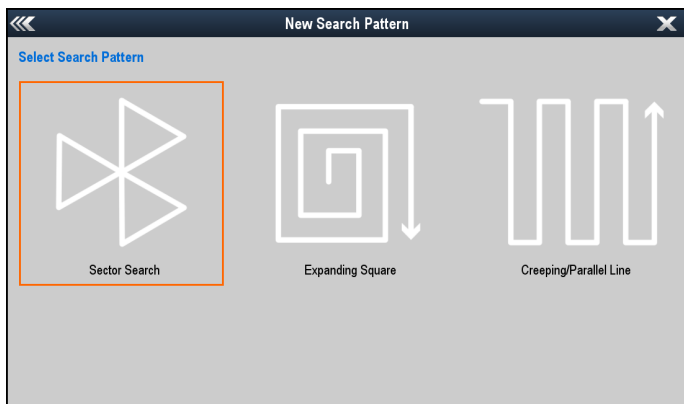 New Search Pattern
Select Search Pattern
Sector Search
Expanding Square
Creeping/Parallel Line